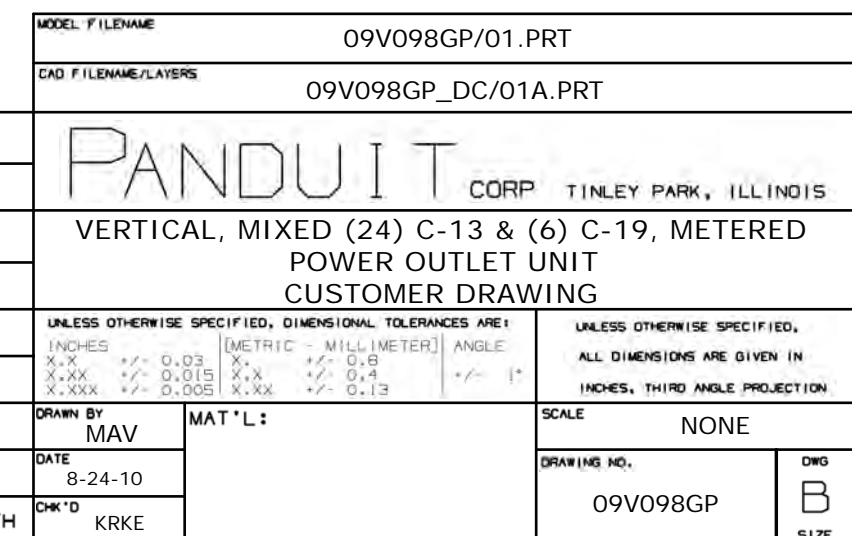 MODEL FILENAME
09V098GP/01.PRT
CAD FILENAME/LAYERS
09V098GP_DC/01A.PRT
PANDUIT CORP TINLEY PARK, ILLINOIS
VERTICAL, MIXED (24) C-13 & (6) C-19, METERED
POWER OUTLET UNIT
CUSTOMER DRAWING
UNLESS OTHERWISE SPECIFIED, DIMENSIONAL TOLERANCES ARE:
INCHES [METRIC - MILLIMETER] ANGLE
X.X +/- 0.03 X. +/- 0.8
X.XX +/- 0.015 X.X +/- 0.4 +/- 1°
X.XXX +/- 0.005 X.XX +/- 0.13
UNLESS OTHERWISE SPECIFIED,
ALL DIMENSIONS ARE GIVEN IN
INCHES, THIRD ANGLE PROJECTION
DRAWN BY
MAV
MAT'L:
SCALE
NONE
DATE
8-24-10
DRAWING NO.
09V098GP
DWG
B
SIZE
TH
CHK'D
KRKE